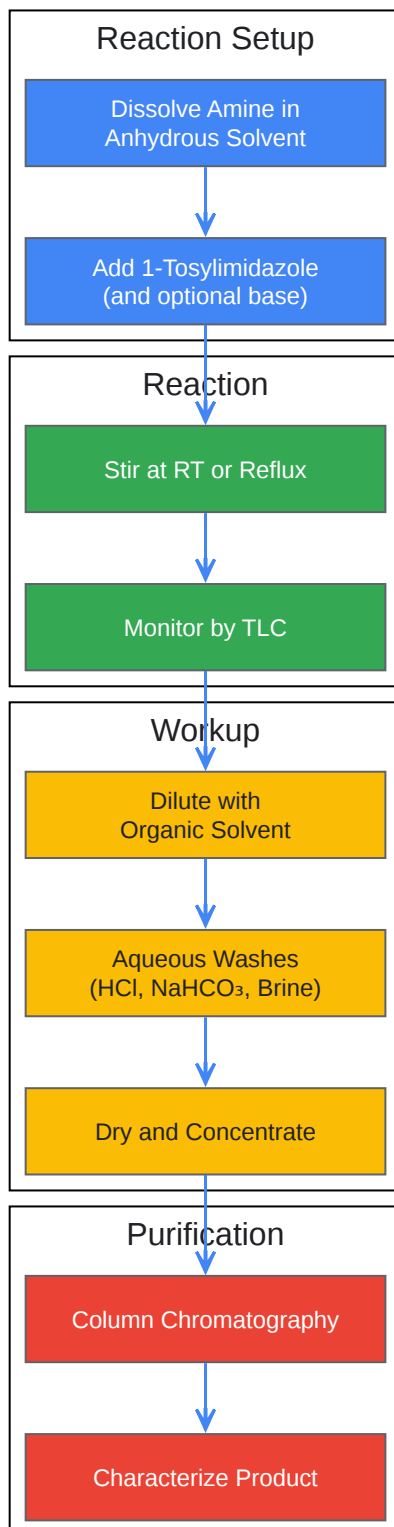 Reaction Setup
Dissolve Amine in
Anhydrous Solvent
Add 1-Tosylimidazole
(and optional base)
Reaction
Stir at RT or Reflux
Monitor by TLC
Workup
Dilute with
Organic Solvent
Aqueous Washes
(HCl, NaHCO₃, Brine)
Dry and Concentrate
Purification
Column Chromatography
Characterize Product